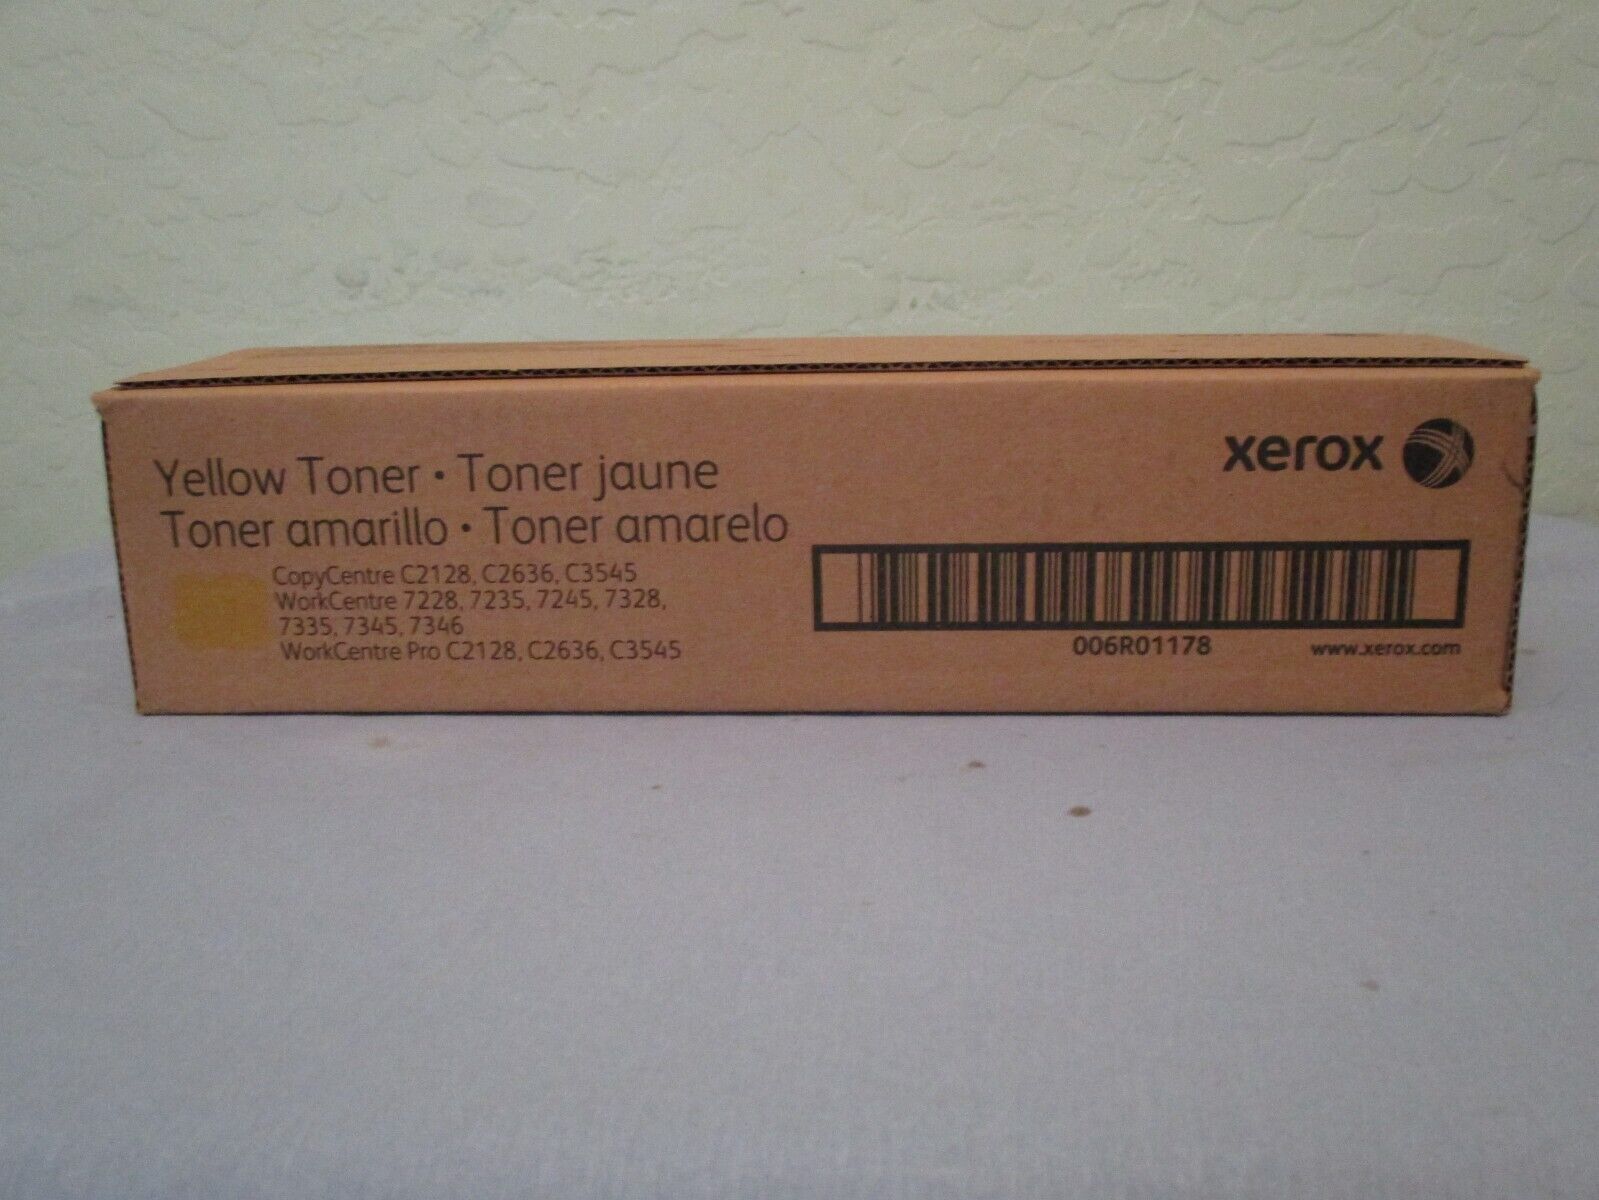 Yellow Toner • Toner jaune
Toner amarillo • Toner amarelo
CopyCentre C2128, C2636, C3545
WorkCentre 7228, 7235, 7245, 7328,
7335, 7345, 7346
WorkCentre Pro C2128, C2636, C3545
xerox
006R01178
www.xerox.com